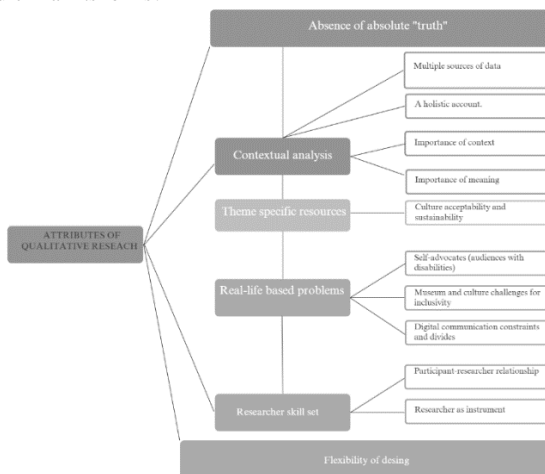 Absence of absolute "truth"
Multiple sources of data
A holistic account.
Contextual analysis
Importance of context
Importance of meaning
Theme specific resources
Culture acceptability and
sustainability
ATTRIBUTES OF
QUALITATIVE RESEACH
Self-advocates (audiences with
disabilities)
Real-life based problems
Museum and culture challenges for
inclusivity
Digital communication constraints
and divides
Participant-researcher relationship
Researcher skill set
Researcher as instrument
Flexibility of desing